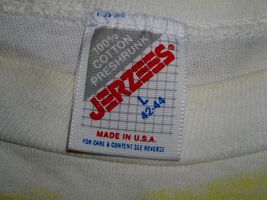 100%
COTTON
PRESHRUNK
JERZEES®
L
42-44
MADE IN U.S.A.
FOR CARE & CONTENT SEE REVERSE